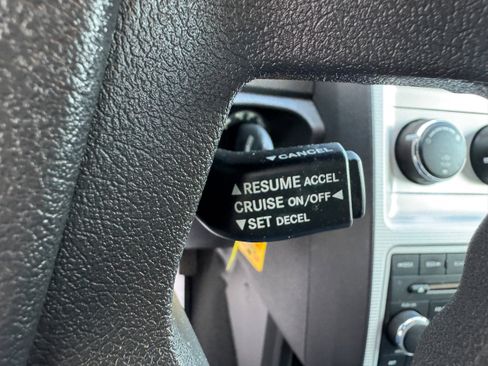 ▼CANCEL
▲RESUME ACCEL
CRUISE ON/OFF◀
▼SET DECEL